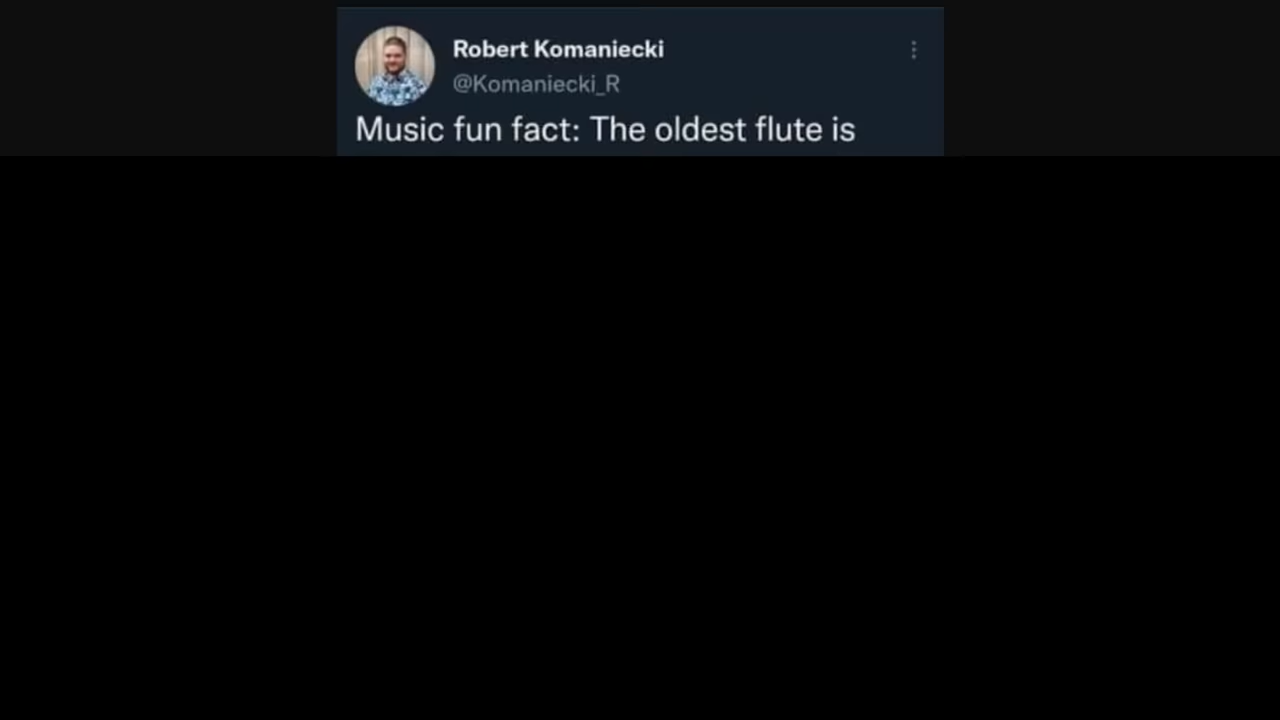 Robert Komaniecki
@Komaniecki_R
Music fun fact: The oldest flute is